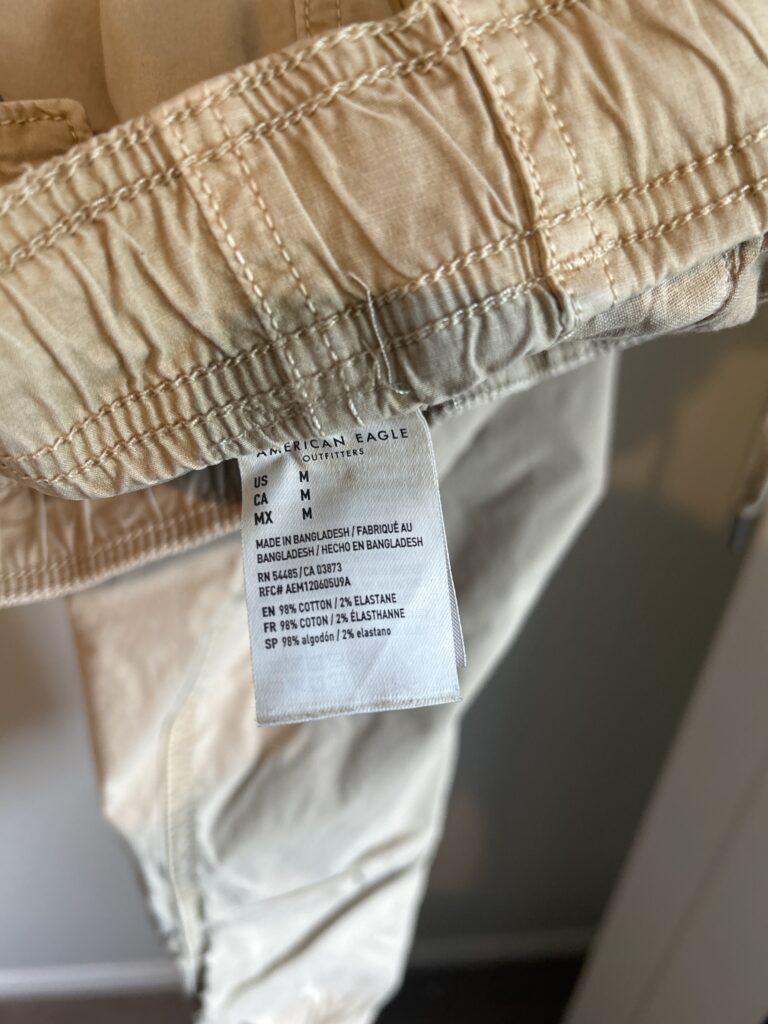 AMERICAN EAGLE
OUTFITTERS
US M
CA M
MX M
MADE IN BANGLADESH / FABRIQUÉ AU
BANGLADESH / HECHO EN BANGLADESH
RN 54485 / CA 03873
RFC# AEM120605U9A
EN 98% COTTON / 2% ELASTANE
FR 98% COTON / 2% ÉLASTHANNE
SP 98% algodón / 2% elastano